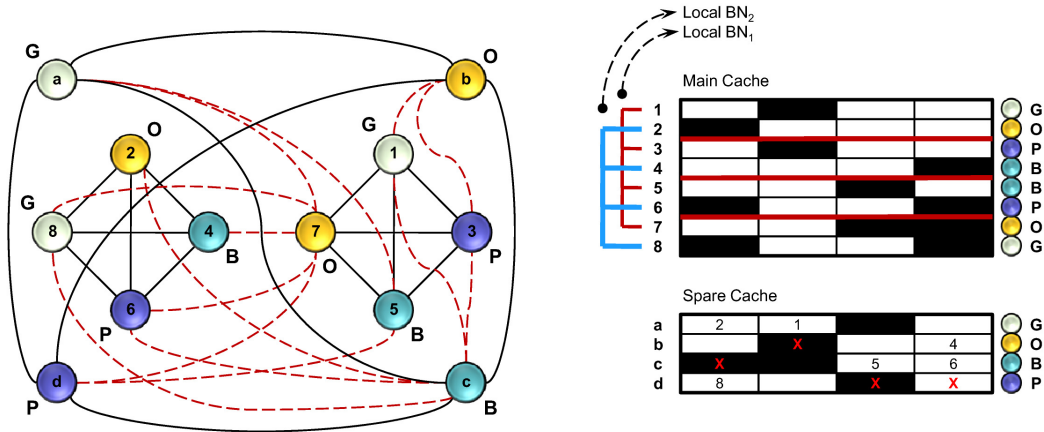 Local BN2
Local BN1
G
a
O
b
O
2
G
1
G
8
4
B
7
O
3
P
6
P
5
B
d
P
c
B
Main Cache
1 G
2 O
3 P
4 B
5 B
6 P
7 O
8 G
Spare Cache
a 2 1 G
b X 4 O
c X 5 6 B
d 8 X X P